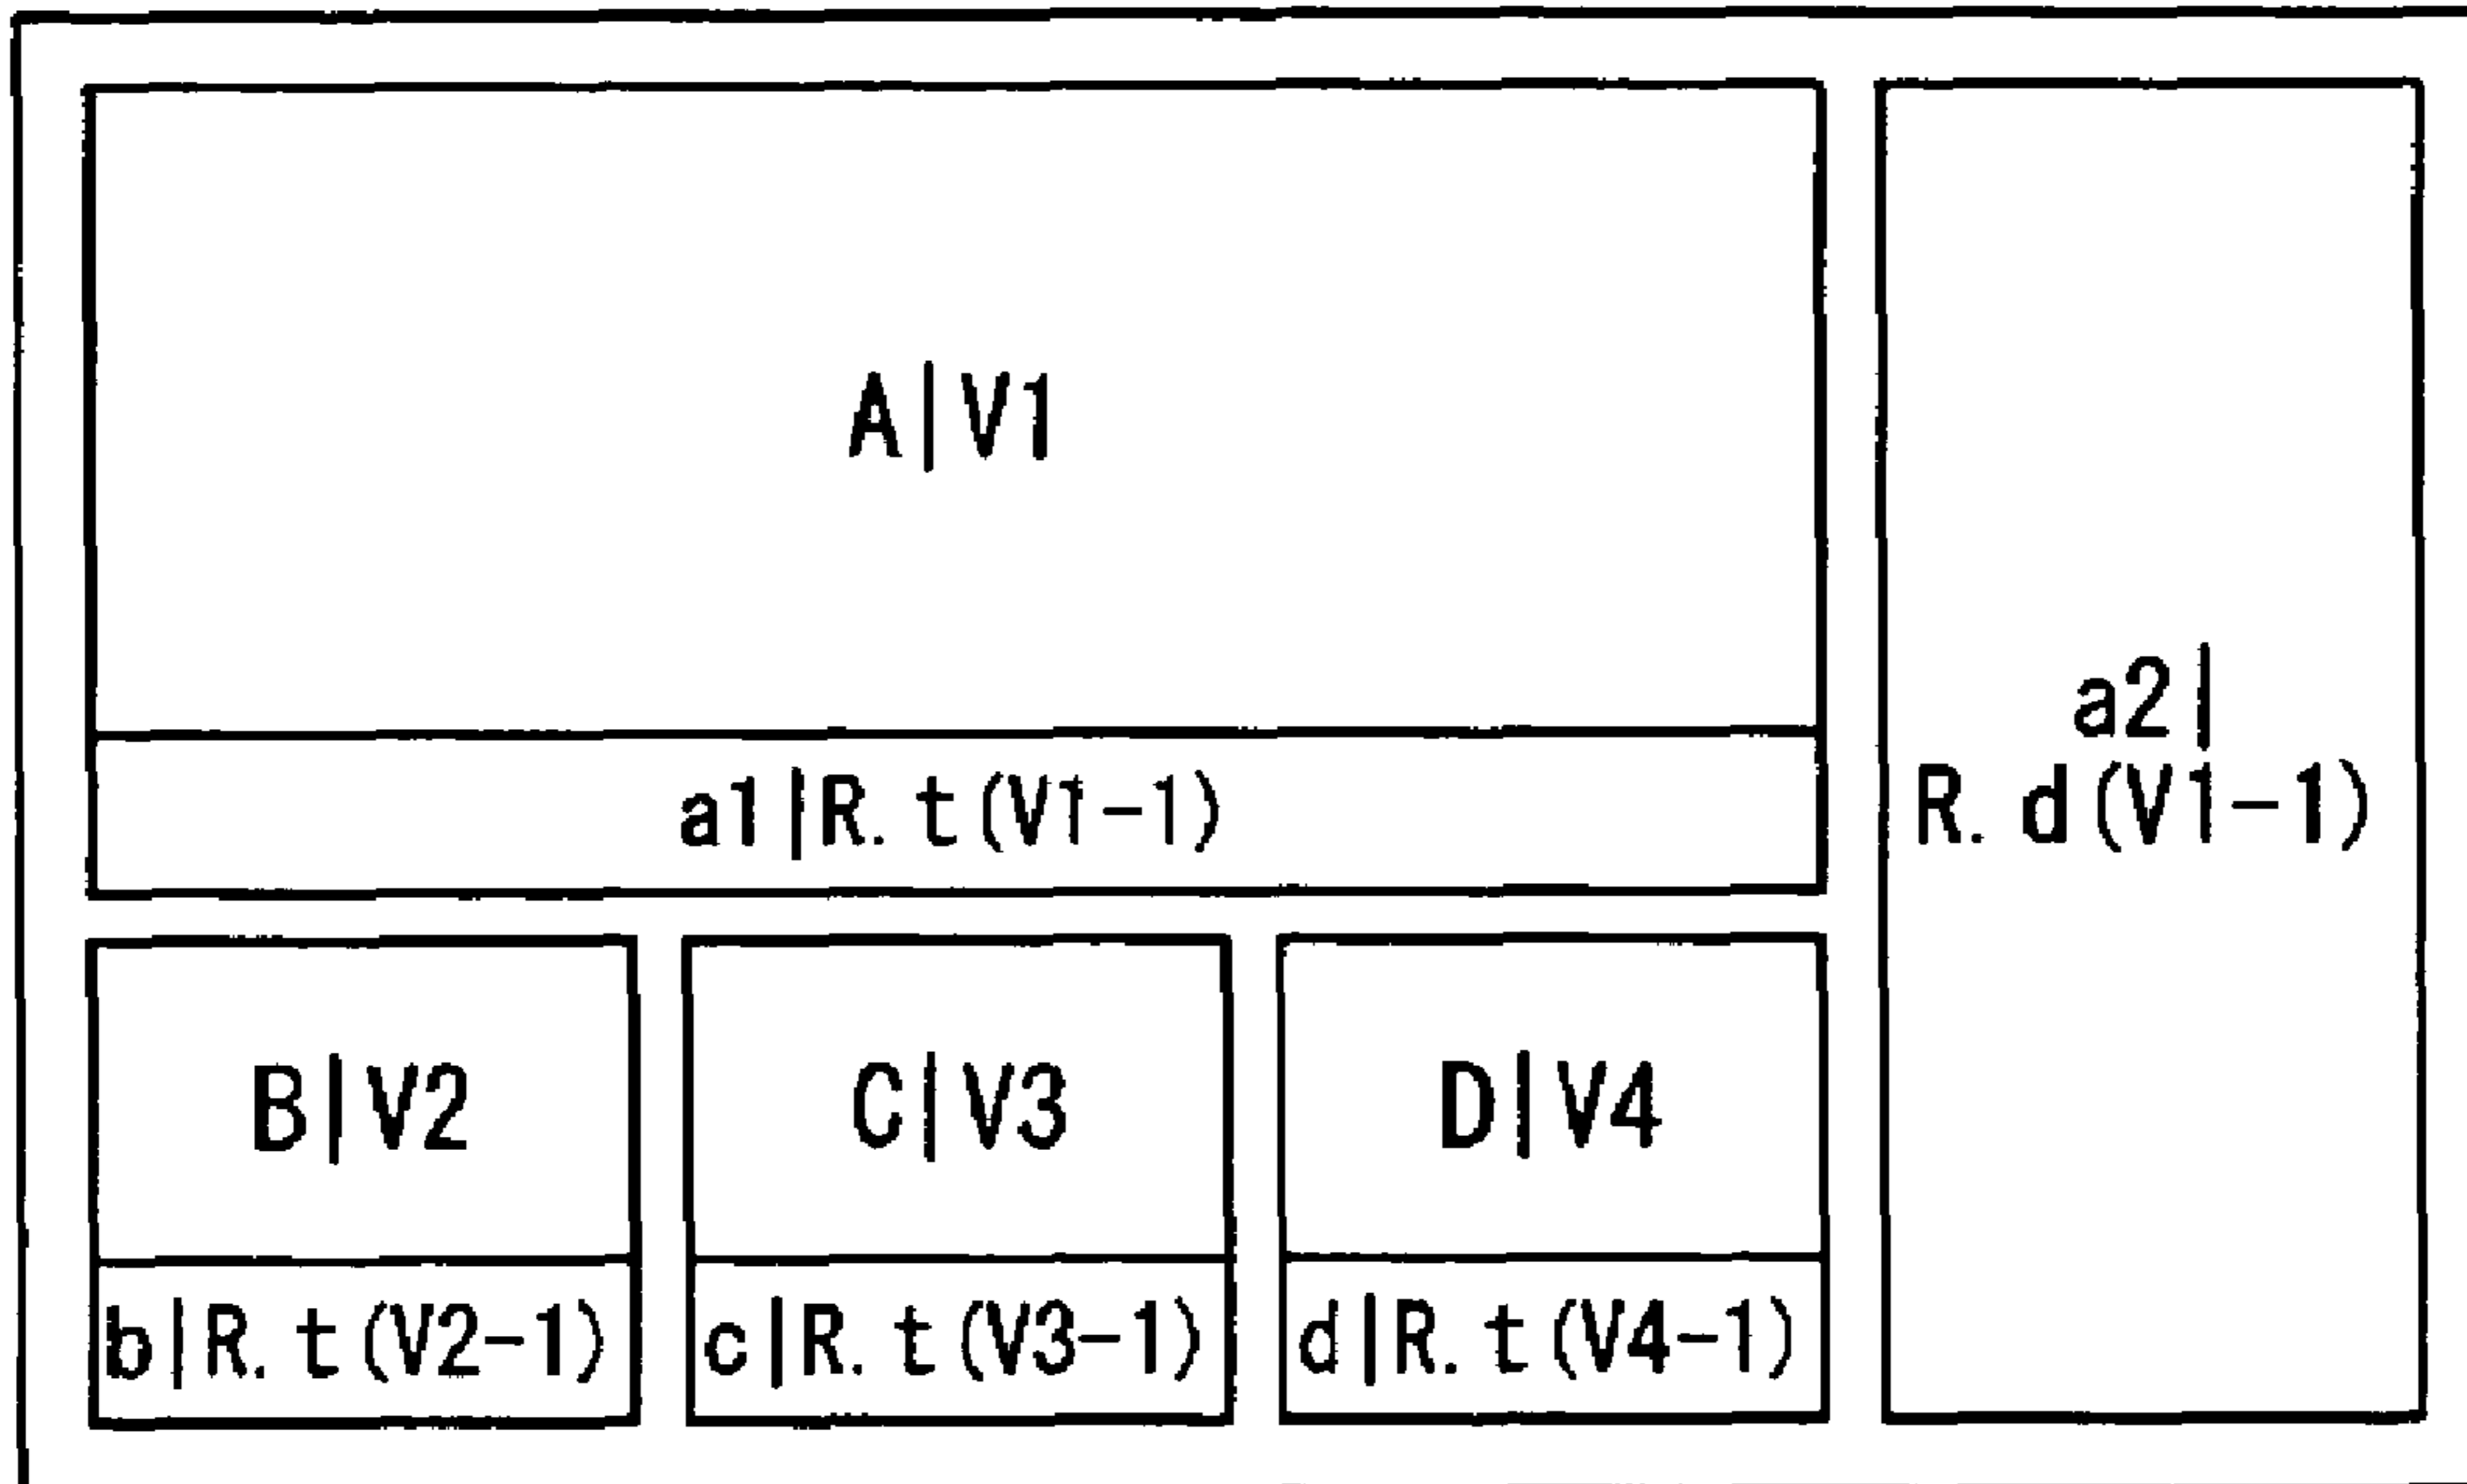 A|V1
a1|R.t(V1-1)
a2|
R.d(V1-1)
B|V2
C|V3
D|V4
b|R.t(V2-1)
c|R.t(V3-1)
d|R.t(V4-1)